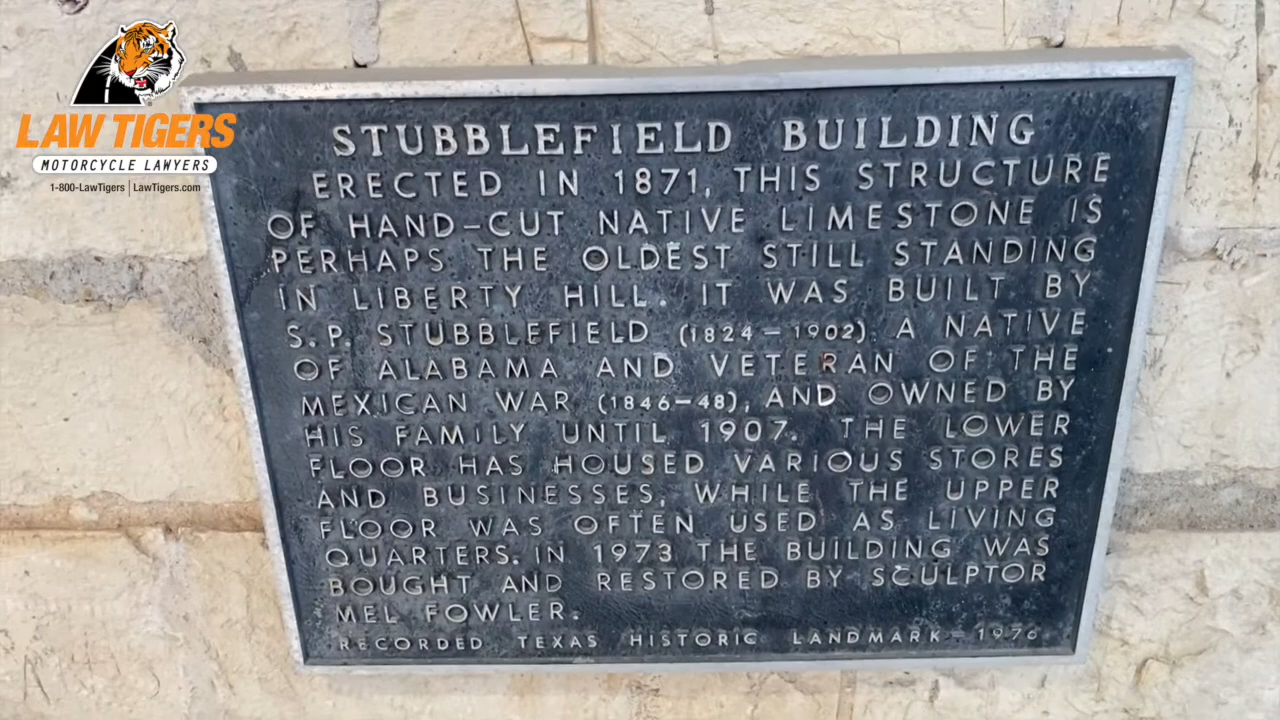 LAW TIGERS
MOTORCYCLE LAWYERS
1-800-LawTigers | LawTigers.com
STUBBLEFIELD BUILDING
ERECTED IN 1871, THIS STRUCTURE
OF HAND-CUT NATIVE LIMESTONE IS
PERHAPS THE OLDEST STILL STANDING
IN LIBERTY HILL. IT WAS BUILT BY
S. P. STUBBLEFIELD (1824-1902), A NATIVE
OF ALABAMA AND VETERAN OF THE
MEXICAN WAR (1846-48), AND OWNED BY
HIS FAMILY UNTIL 1907. THE LOWER
FLOOR HAS HOUSED VARIOUS STORES
AND BUSINESSES, WHILE THE UPPER
FLOOR WAS OFTEN USED AS LIVING
QUARTERS. IN 1973 THE BUILDING WAS
BOUGHT AND RESTORED BY SCULPTOR
MEL FOWLER.
RECORDED TEXAS HISTORIC LANDMARK - 1976